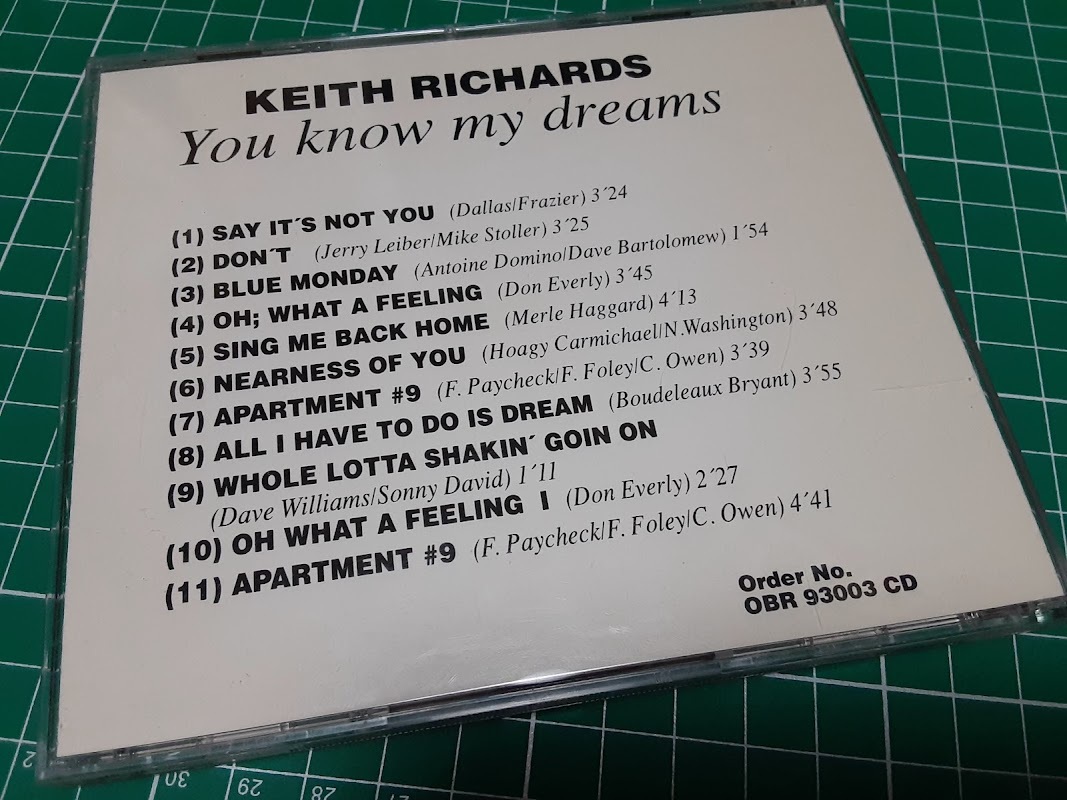 KEITH RICHARDS
You know my dreams
(1) SAY IT´S NOT YOU (Dallas/Frazier) 3´24
(2) DON´T (Jerry Leiber/Mike Stoller) 3´25
(3) BLUE MONDAY (Antoine Domino/Dave Bartolomew) 1´54
(4) OH; WHAT A FEELING (Don Everly) 3´45
(5) SING ME BACK HOME (Merle Haggard) 4´13
(6) NEARNESS OF YOU (Hoagy Carmichael/N.Washington) 3´48
(7) APARTMENT #9 (F. Paycheck/F. Foley/C. Owen) 3´39
(8) ALL I HAVE TO DO IS DREAM (Boudeleaux Bryant) 3´55
(9) WHOLE LOTTA SHAKIN´ GOIN ON
(Dave Williams/Sonny David) 1´11
(10) OH WHAT A FEELING I (Don Everly) 2´27
(11) APARTMENT #9 (F. Paycheck/F. Foley/C. Owen) 4´41
Order No.
OBR 93003 CD
30 29 28